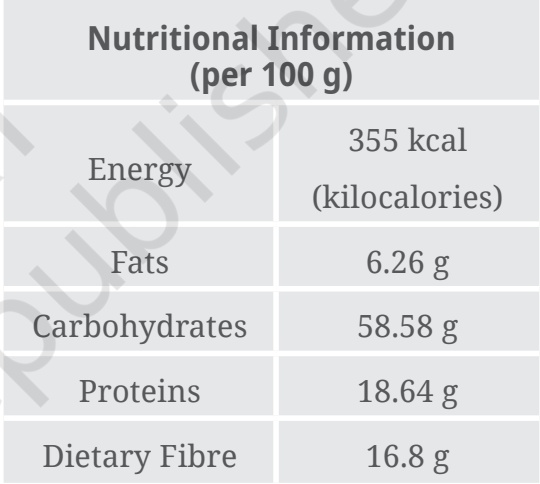 Nutritional Information
(per 100 g)
Energy
355 kcal
(kilocalories)
Fats 6.26 g
Carbohydrates 58.58 g
Proteins 18.64 g
Dietary Fibre 16.8 g